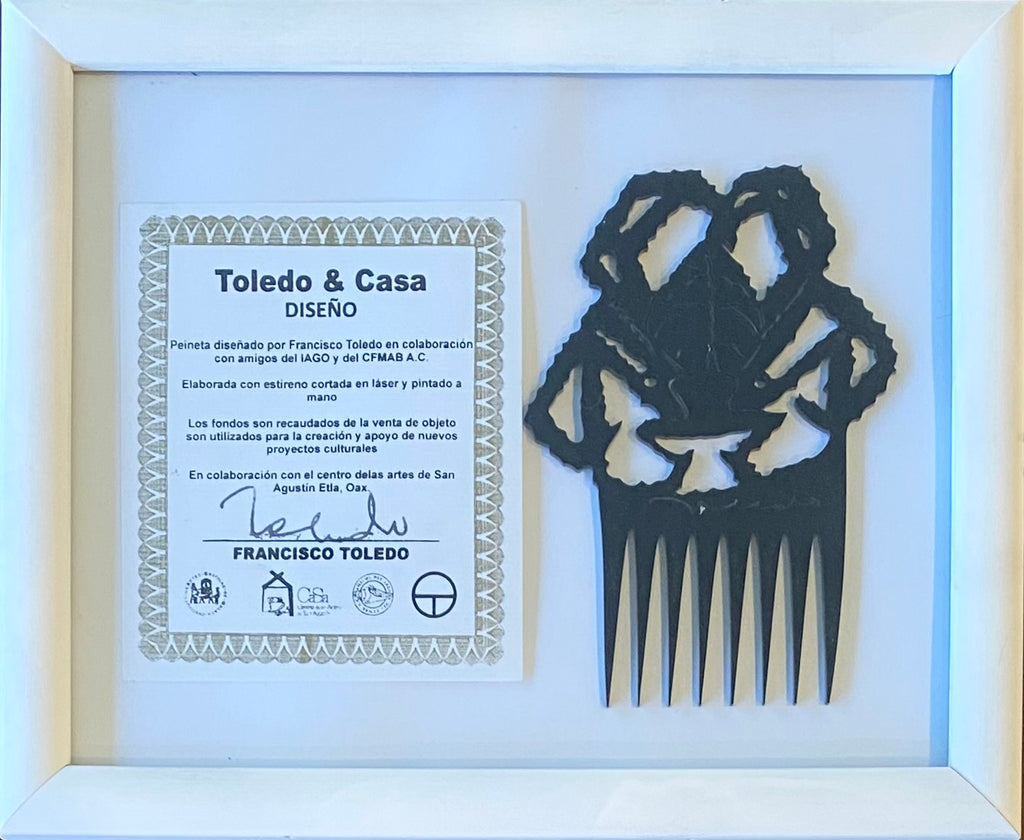 Toledo & Casa
DISEÑO
Peineta diseñado por Francisco Toledo en colaboración
con amigos del IAGO y del CFMAB A.C.
Elaborada con estireno cortada en láser y pintado a
mano
Los fondos son recaudados de la venta de objeto
son utilizados para la creación y apoyo de nuevos
proyectos culturales
En colaboración con el centro delas artes de San
Agustín Etla, Oax.
Toledo
FRANCISCO TOLEDO
CaSa